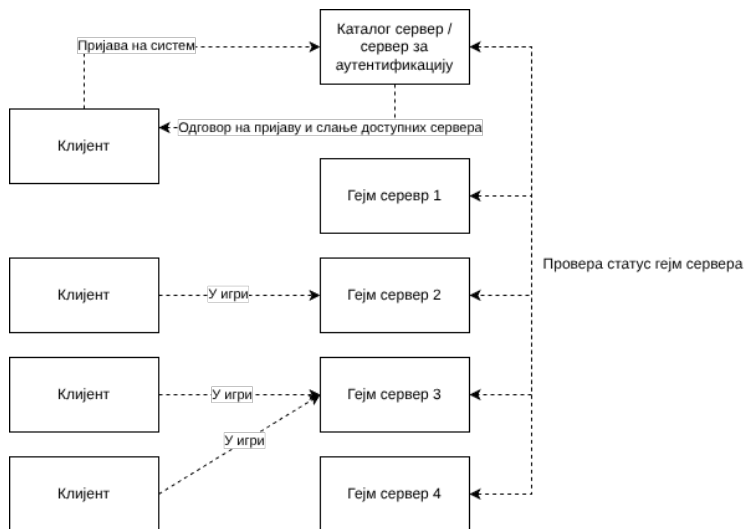 Каталог сервер /
сервер за
аутентификацију
Пријава на систем
Одговор на пријаву и слање доступних сервера
Клијент
Гејм серевр 1
Провера статус гејм сервера
Клијент
У игри
Гејм сервер 2
Клијент
У игри
Гејм сервер 3
У игри
Клијент
Гејм сервер 4